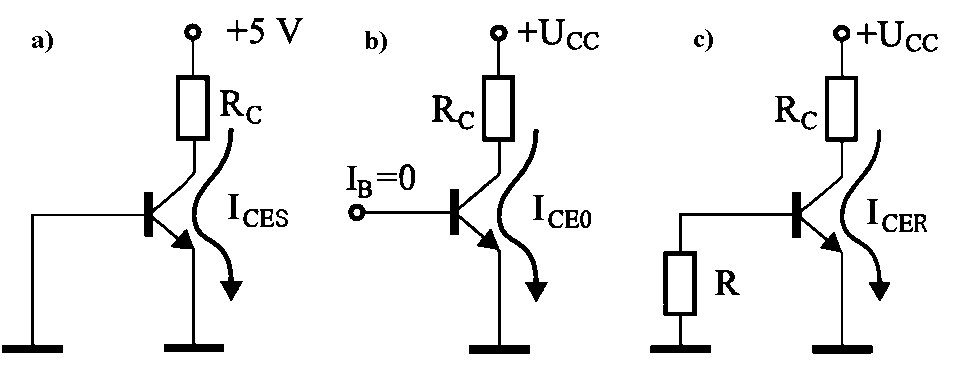 a)
+5 V
R_C
I_CES
b)
+U_CC
R_C
I_B=0
I_CE0
c)
+U_CC
R_C
I_CER
R